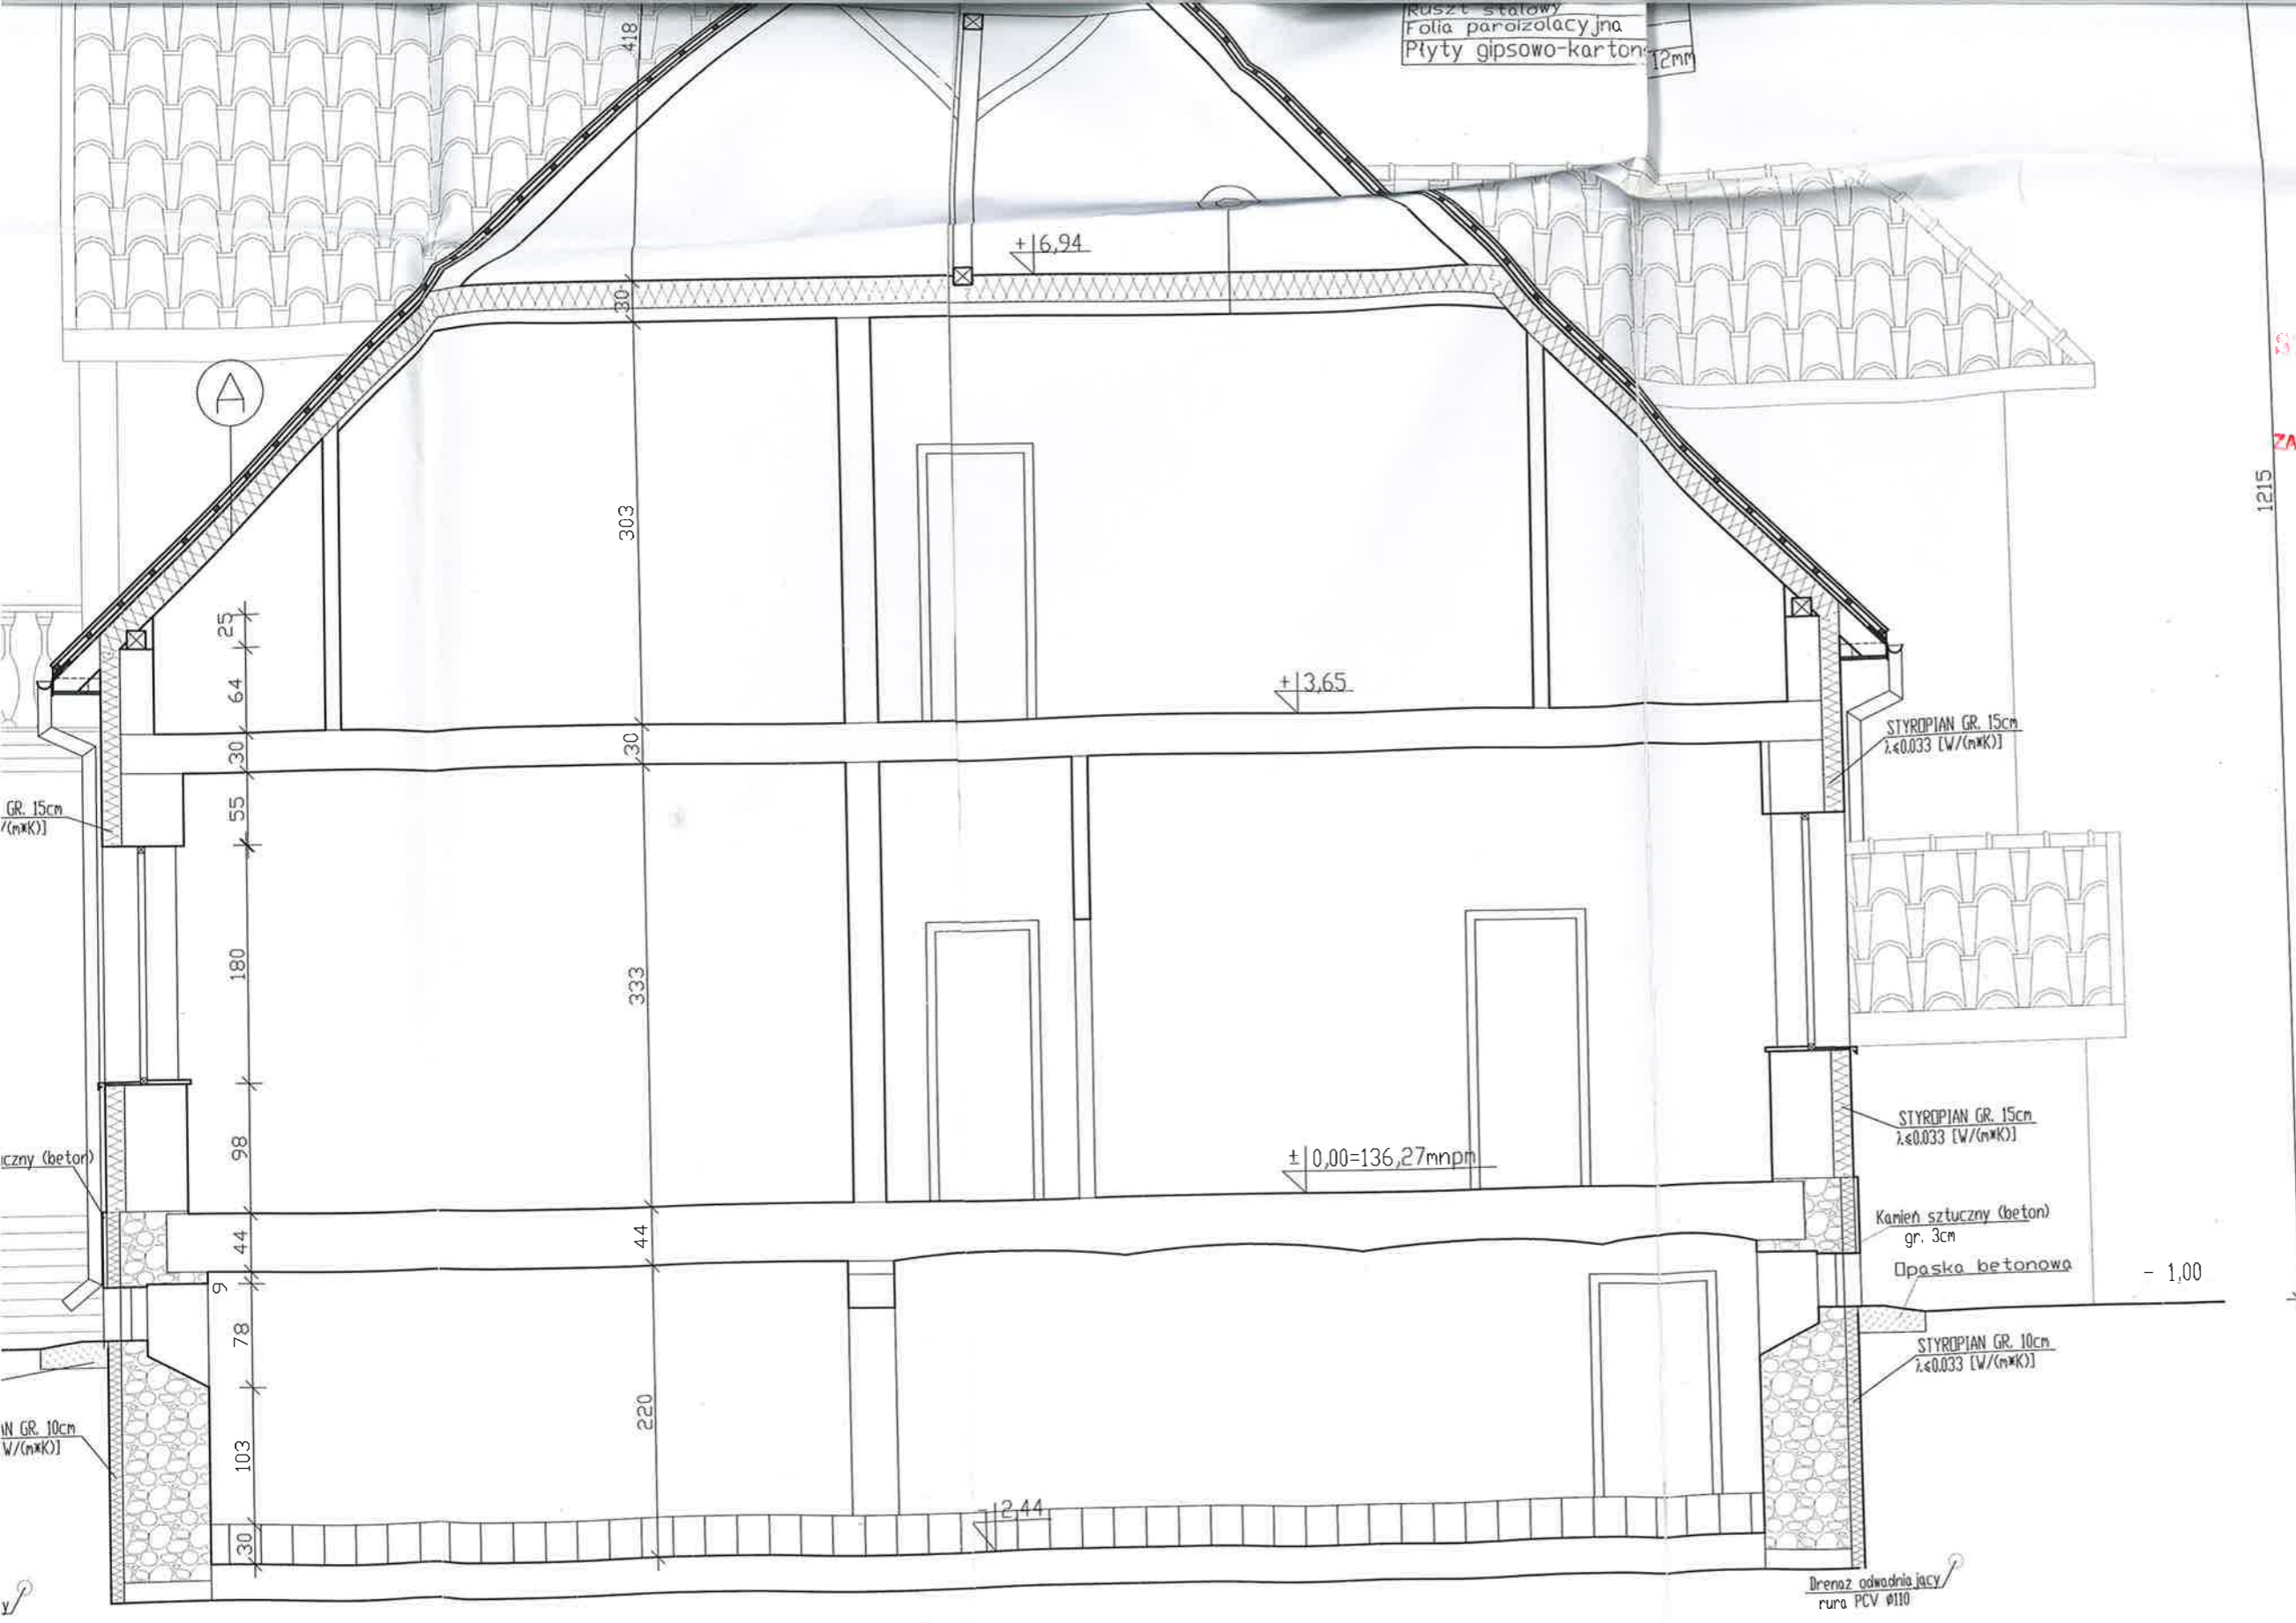 Ruszt stalowy
Folia paroizolacyjna
Płyty gipsowo-karton
12mm
418
+6,94
30
A
303
1215
ZA
25
64
30
30
+3,65
STYROPIAN GR. 15cm
λ≤0.033 [W/(m*K)]
GR. 15cm
/(m*K)]
55
180
333
98
STYROPIAN GR. 15cm
λ≤0.033 [W/(m*K)]
czny (beton)
±0,00=136,27mnpm
44
44
Kamień sztuczny (beton)
gr. 3cm
Opaska betonowa
- 1,00
9
78
STYROPIAN GR. 10cm
λ≤0.033 [W/(m*K)]
220
N GR. 10cm
W/(m*K)]
103
30
-2,44
Drenaż odwadniający
rura PCV ø110
y